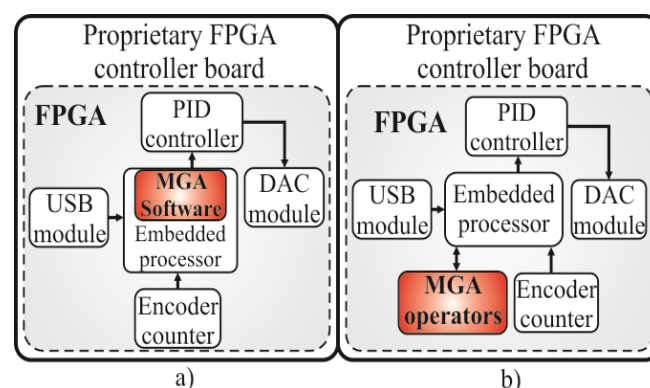 Proprietary FPGA
controller board
FPGA
PID
controller
MGA
Software
USB
module
DAC
module
Embedded
processor
Encoder
counter
a)
Proprietary FPGA
controller board
FPGA
PID
controller
USB
module
Embedded
processor
DAC
module
MGA
operators
Encoder
counter
b)